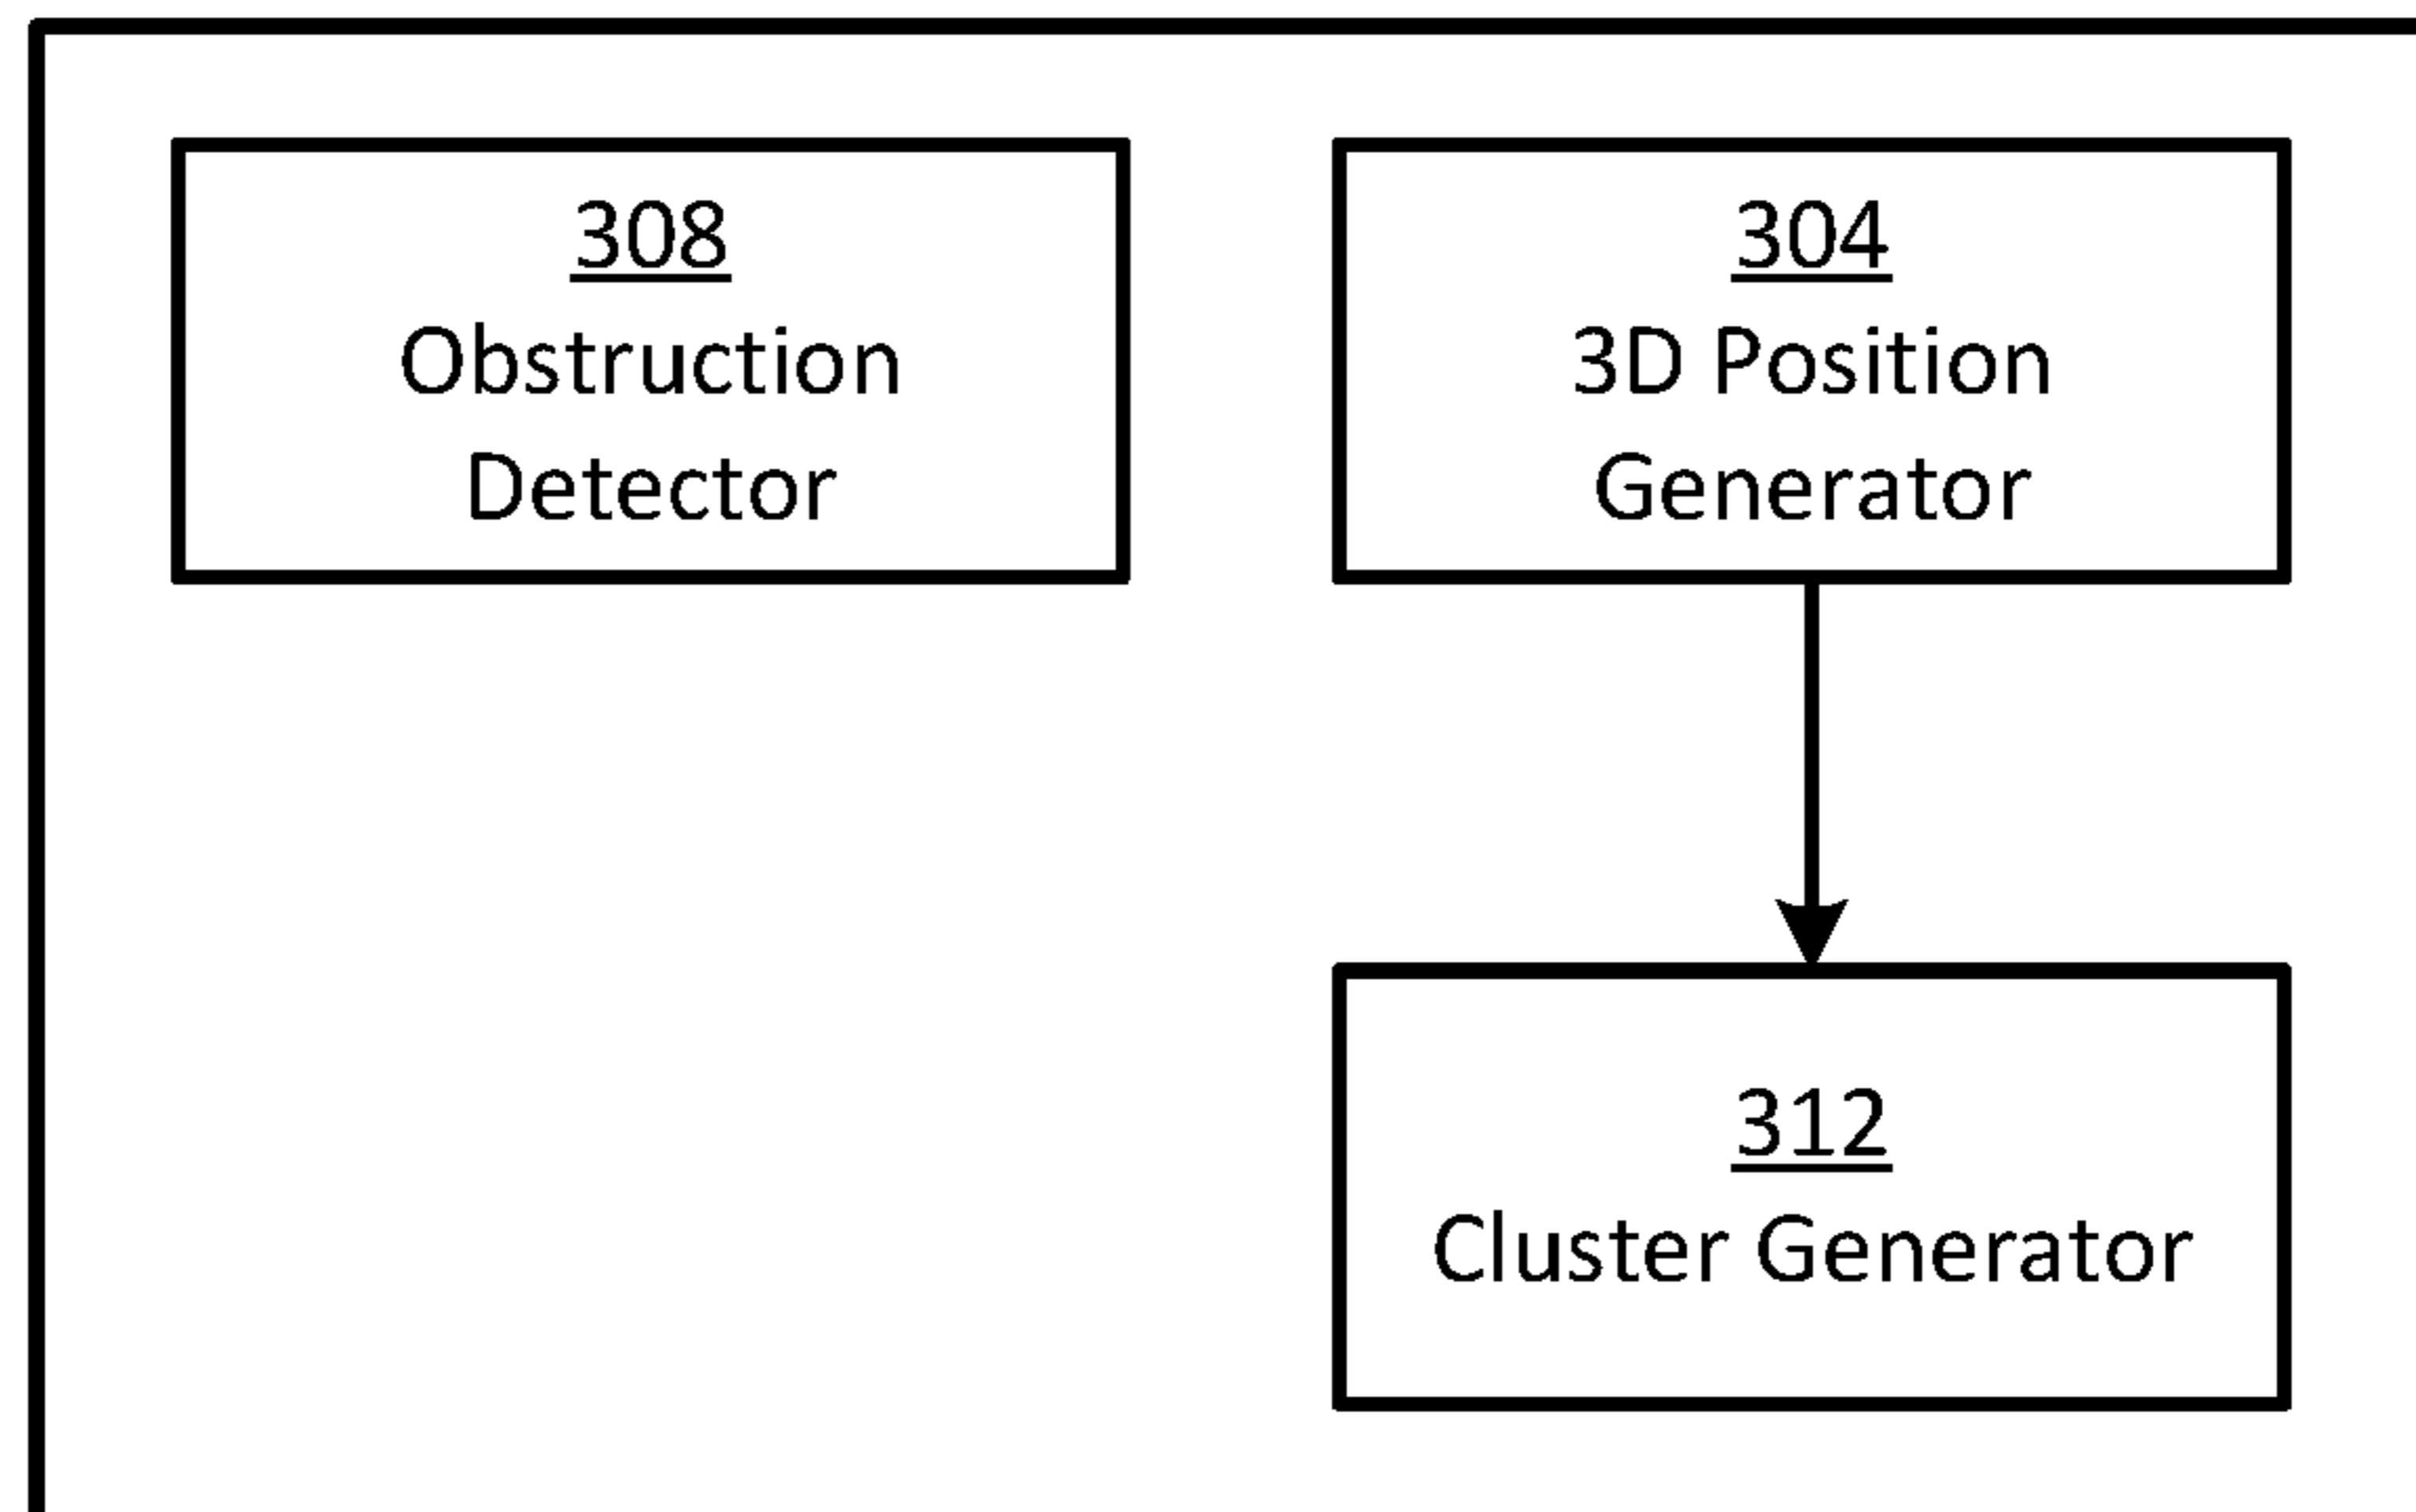 308
Obstruction
Detector
304
3D Position
Generator
312
Cluster Generator